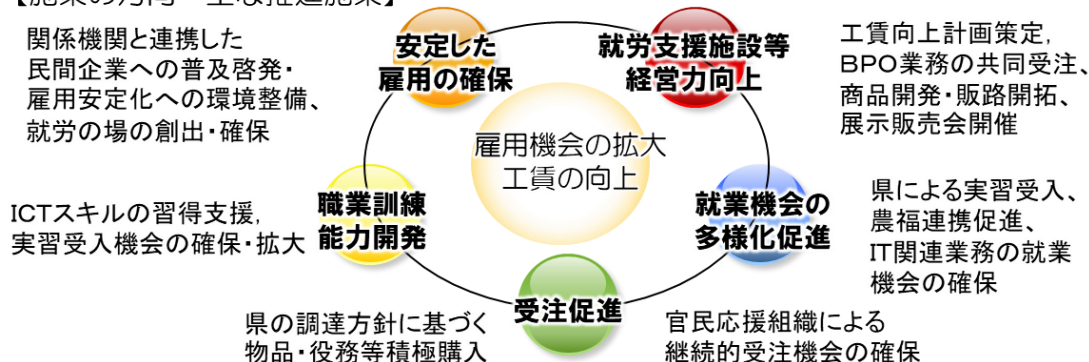 【施策の方向・主な推進施策】
関係機関と連携した
民間企業への普及啓発・
雇用安定化への環境整備、
就労の場の創出・確保
安定した
雇用の確保
就労支援施設等
経営力向上
工賃向上計画策定,
BPO業務の共同受注、
商品開発・販路開拓、
展示販売会開催
雇用機会の拡大
工賃の向上
ICTスキルの習得支援,
実習受入機会の確保・拡大
職業訓練
能力開発
就業機会の
多様化促進
県による実習受入、
農福連携促進、
IT関連業務の就業
機会の確保
受注促進
県の調達方針に基づく
物品・役務等積極購入
官民応援組織による
継続的受注機会の確保